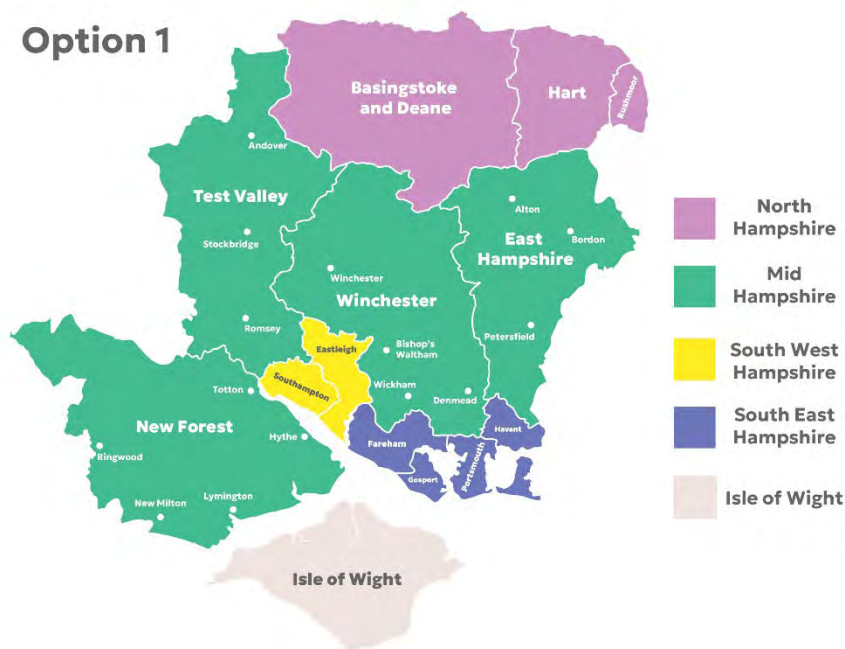 Option 1
Basingstoke
and Deane
Hart
Rushmoor
Andover
Test Valley
Stockbridge
Romsey
Winchester
Winchester
Alton
Bordon
East
Hampshire
Petersfield
Eastleigh
Southampton
Bishop's
Waltham
Wickham
Denmead
Totton
New Forest
Hythe
Ringwood
New Milton
Lymington
Fareham
Gosport
Portsmouth
Havant
Isle of Wight
North
Hampshire
Mid
Hampshire
South West
Hampshire
South East
Hampshire
Isle of Wight